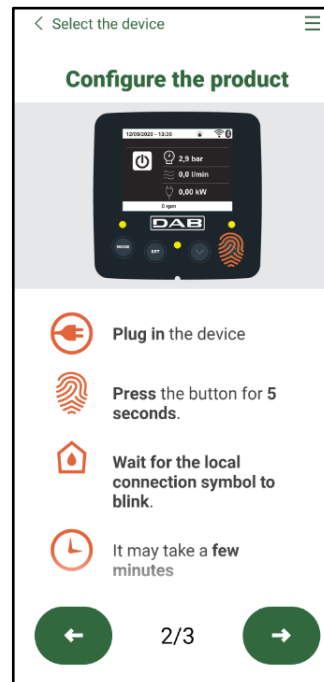 Select the device
Configure the product
12/05/2020 - 13:30
2,9 bar
0,0 l/min
0,00 kW
0 rpm
DAB
MODE
SET
Plug in the device
Press the button for 5
seconds.
Wait for the local
connection symbol to
blink.
It may take a few
minutes
2/3